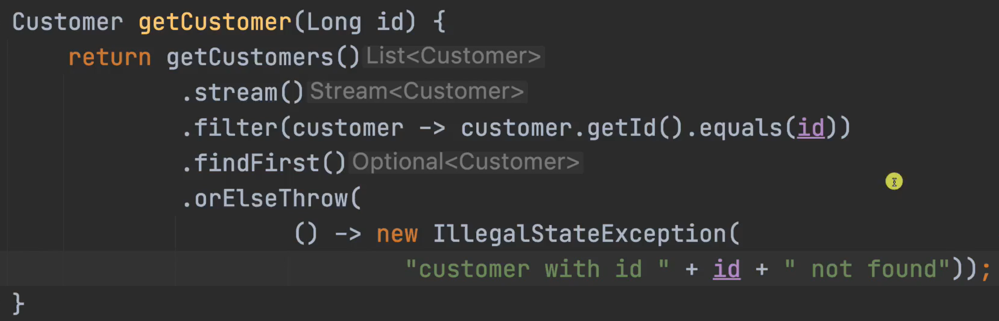 Customer getCustomer(Long id) {
return getCustomers() List<Customer>
.stream() Stream<Customer>
.filter(customer -> customer.getId().equals(id))
.findFirst() Optional<Customer>
.orElseThrow(
() -> new IllegalStateException(
"customer with id " + id + " not found"));
}